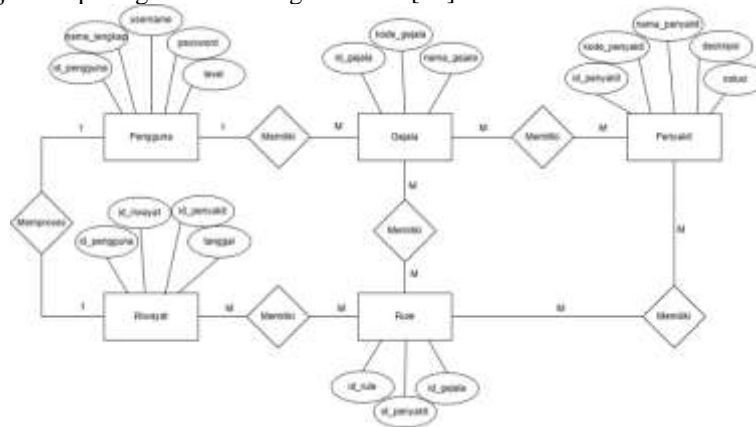 username
nama_lengkap
password
id_pengguna
level
kode_gejala
id_gejala
nama_gejala
nama_penyakit
kode_penyakit
deskripsi
id_penyakit
solusi
Pengguna
1
Memiliki
M
Gejala
M
Memiliki
M
Penyakit
1
M
Memproses
id_riwayat
id_penyakit
id_pengguna
tanggal
Memiliki
M
M
1
Riwayat
M
Memiliki
M
Rule
M
Memiliki
id_rule
id_gejala
id_penyakit